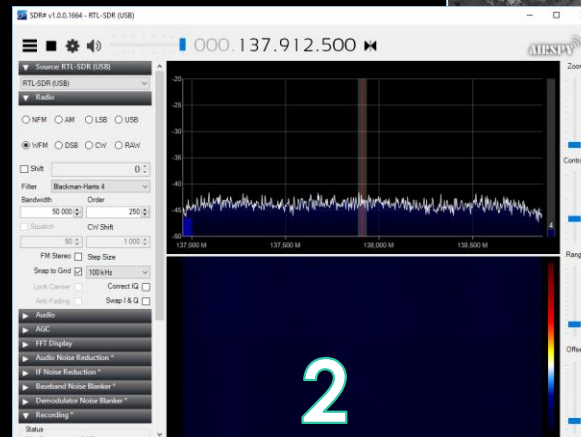 SDR# v1.0.0.1664 - RTL-SDR (USB)
000.137.912.500
AIRSPY
Source: RTL-SDR (USB)
RTL-SDR (USB)
Radio
NFM AM LSB USB
WFM DSB CW RAW
Shift 0
Filter Blackman-Harris 4
Bandwidth Order
50 000 250
Squelch CW Shift
50 1 000
FM Stereo Step Size
Snap to Grid 100 kHz
Lock Carrier Correct IQ
Anti-Fading Swap I & Q
Audio
AGC
FFT Display
Audio Noise Reduction *
IF Noise Reduction *
Baseband Noise Blanker *
Demodulator Noise Blanker *
Recording *
Status
-20
-26
-30
-35
-40
-45
-50
137,000 M 137,500 M 138,000 M 138,500 M
4
Zoom
Range
2